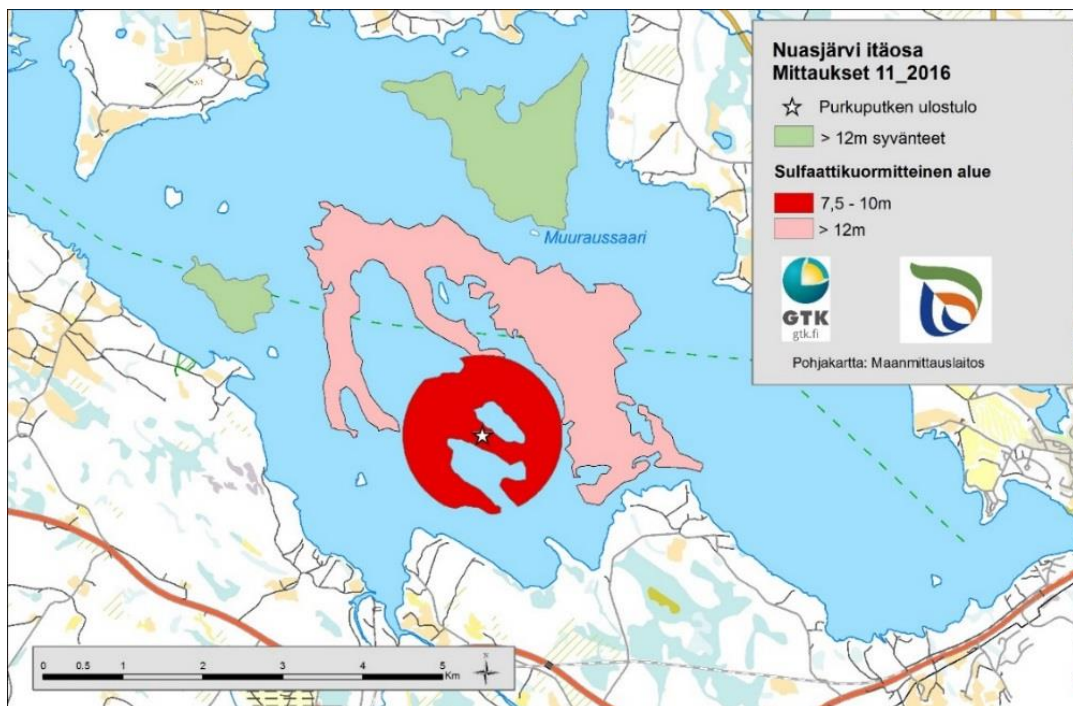 Nuasjärvi itäosa
Mittaukset 11_2016
Purkuputken ulostulo
> 12m syvänteet
Sulfaattikuormitteinen alue
7,5 - 10m
> 12m
GTK
gtk.fi
Pohjakartta: Maanmittauslaitos
Muuraussaari
0 0.5 1 2 3 4 5
Km